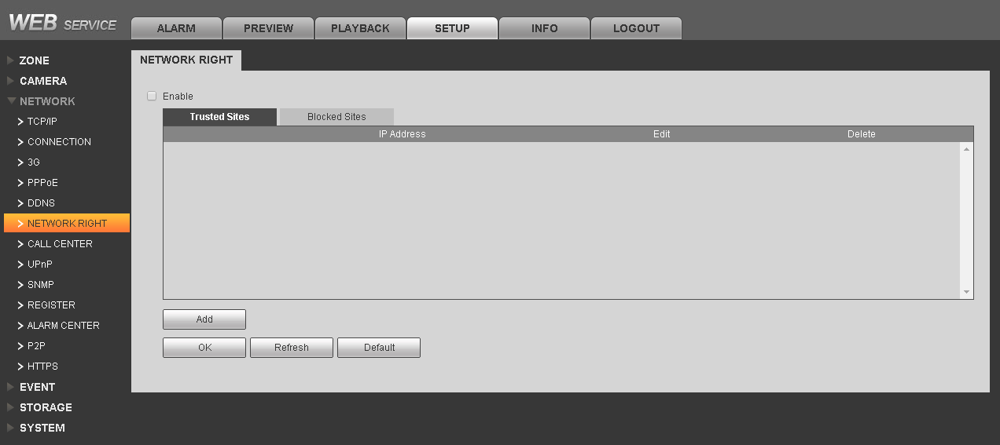 WEB SERVICE
ALARM PREVIEW PLAYBACK SETUP INFO LOGOUT
ZONE
CAMERA
NETWORK
TCP/IP
CONNECTION
3G
PPPoE
DDNS
NETWORK RIGHT
CALL CENTER
UPnP
SNMP
REGISTER
ALARM CENTER
P2P
HTTPS
EVENT
STORAGE
SYSTEM
NETWORK RIGHT
Enable
Trusted Sites Blocked Sites
IP Address Edit Delete
Add
OK Refresh Default